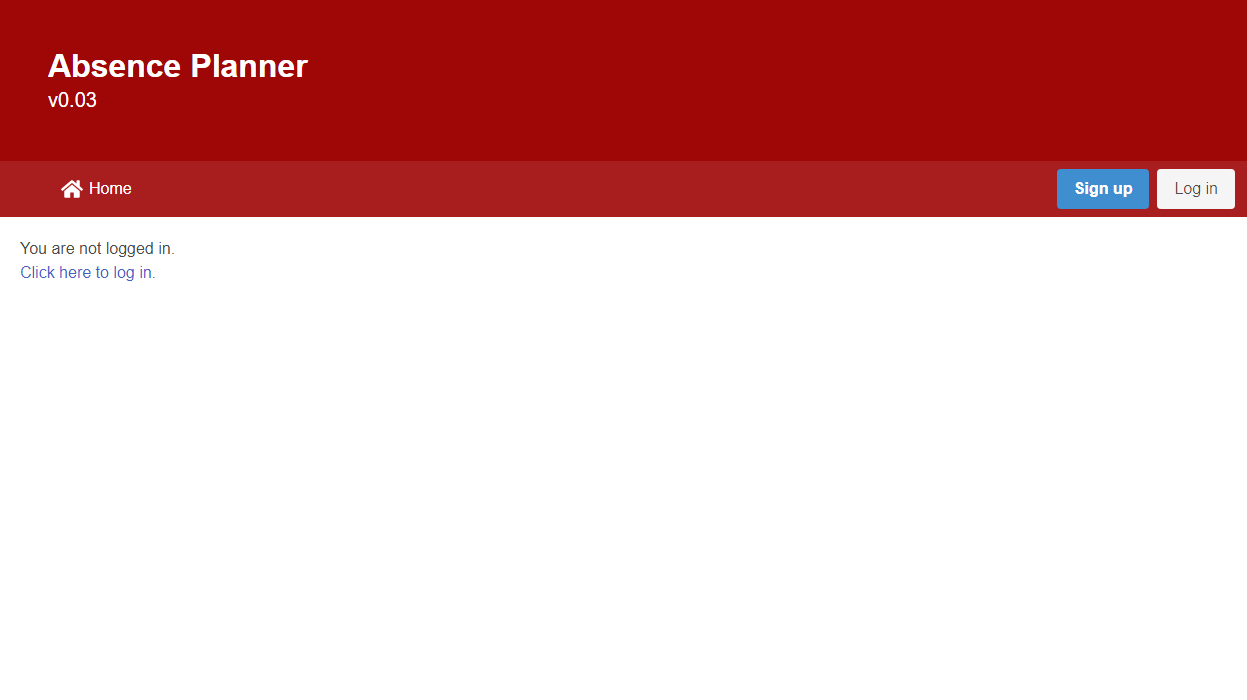 Absence Planner
v0.03
Home
Sign up
Log in
You are not logged in.
Click here to log in.